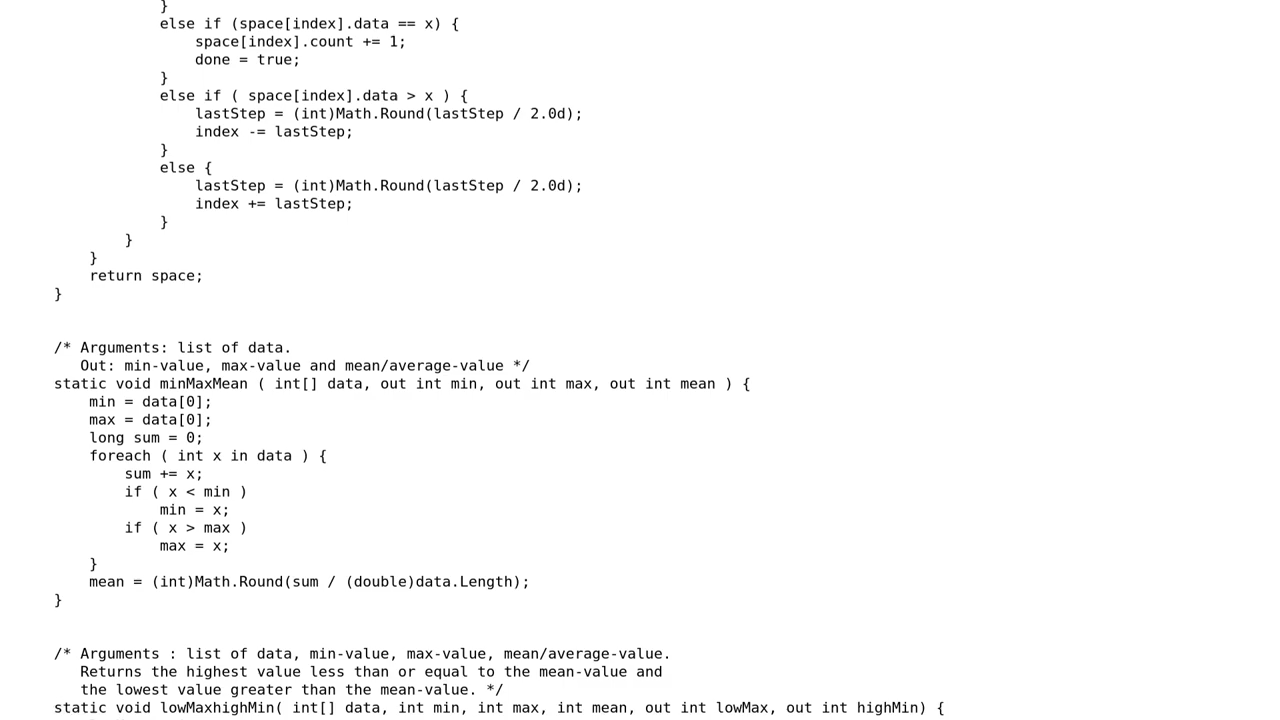 }
            else if (space[index].data == x) {
                space[index].count += 1;
                done = true;
            }
            else if ( space[index].data > x ) {
                lastStep = (int)Math.Round(lastStep / 2.0d);
                index -= lastStep;
            }
            else {
                lastStep = (int)Math.Round(lastStep / 2.0d);
                index += lastStep;
            }
        }
    }
    return space;
}

/* Arguments: list of data.
   Out: min-value, max-value and mean/average-value */
static void minMaxMean ( int[] data, out int min, out int max, out int mean ) {
    min = data[0];
    max = data[0];
    long sum = 0;
    foreach ( int x in data ) {
        sum += x;
        if ( x < min )
            min = x;
        if ( x > max )
            max = x;
    }
    mean = (int)Math.Round(sum / (double)data.Length);
}

/* Arguments : list of data, min-value, max-value, mean/average-value.
   Returns the highest value less than or equal to the mean-value and
   the lowest value greater than the mean-value. */
static void lowMaxhighMin( int[] data, int min, int max, int mean, out int lowMax, out int highMin) {